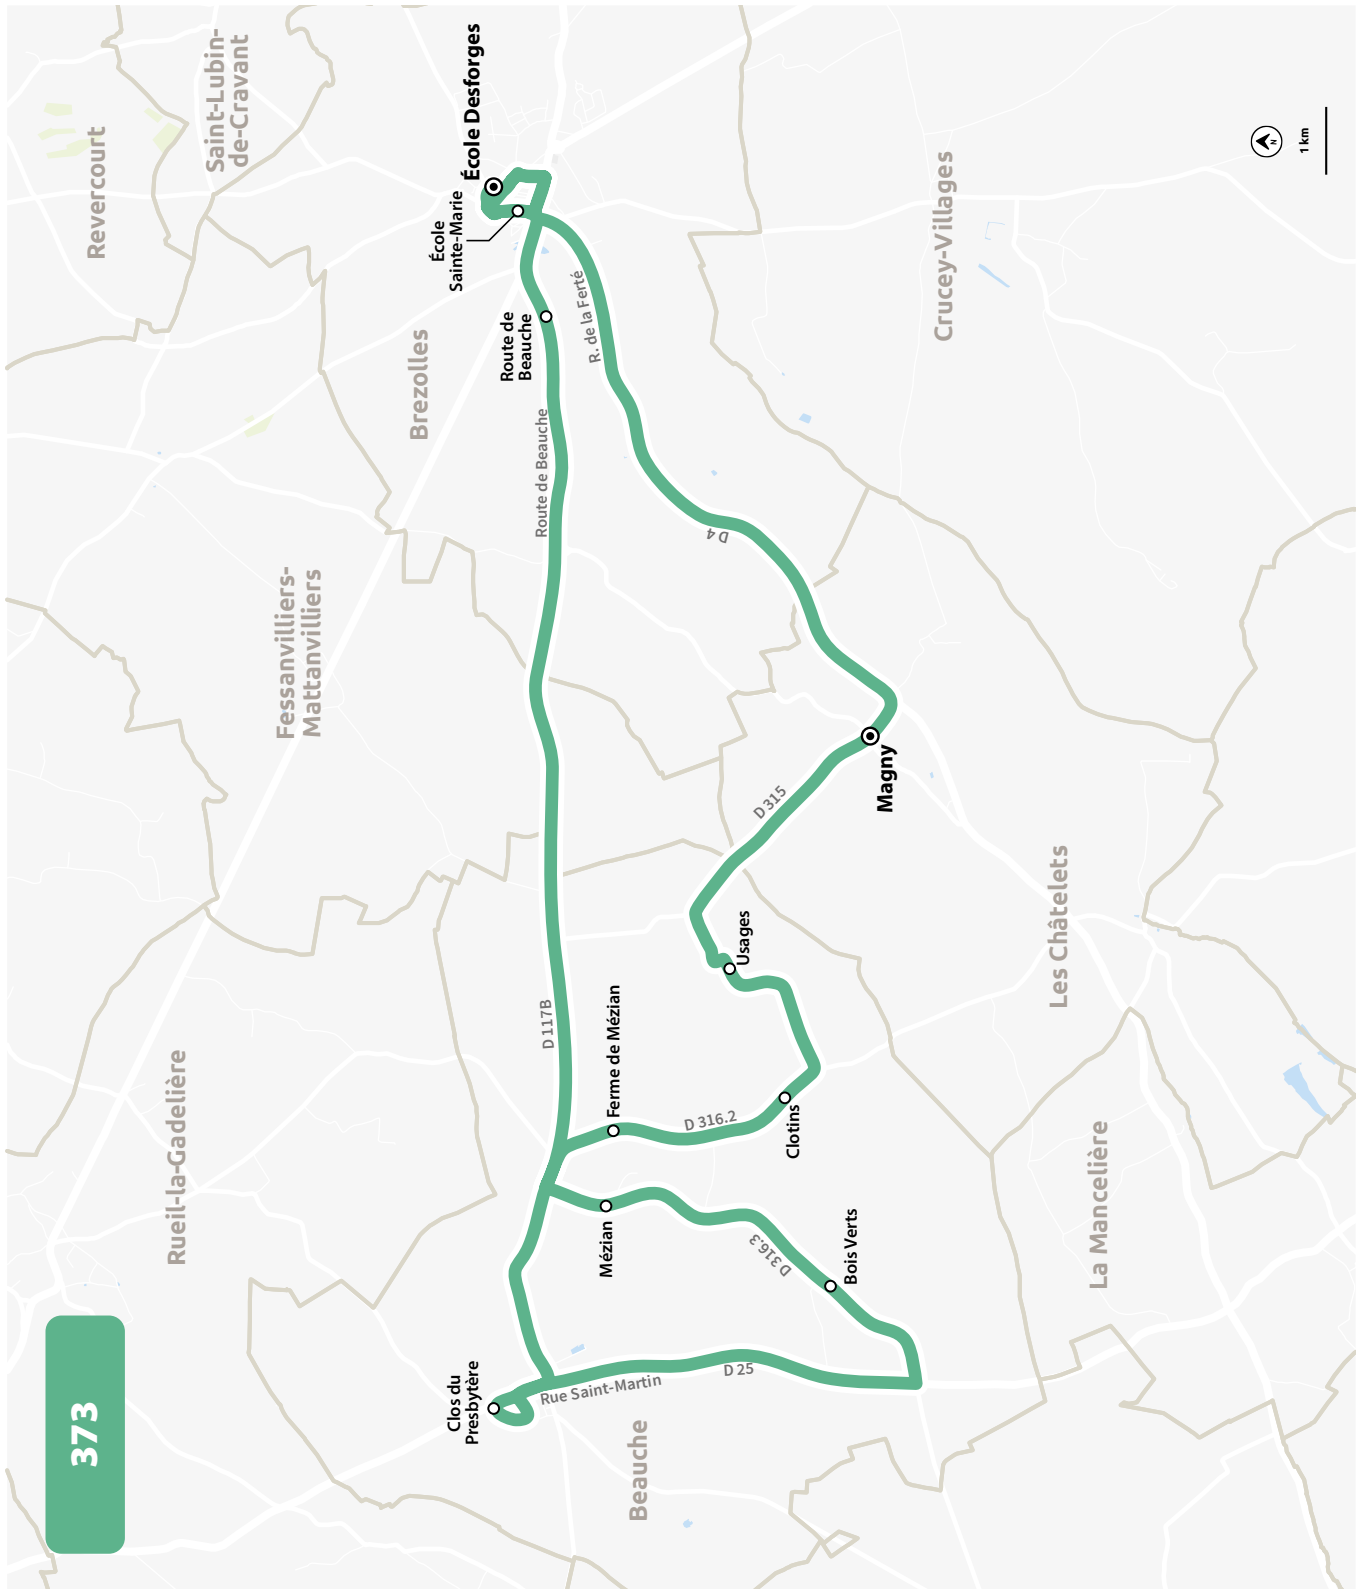 373
Revercourt
Saint-Lubin-
de-Cravant
Brezolles
Fessanvilliers-
Mattanvilliers
Rueil-la-Gadelière
Beauche
La Mancelière
Les Châtelets
Crucey-Villages
École Desforges
École
Sainte-Marie
Route de
Beauche
Route de Beauche
R. de la Ferté
D 4
Magny
D 315
Usages
Clotins
D 316.2
Ferme de Mézian
D 117B
Mézian
D 316.3
Bois Verts
D 25
Rue Saint-Martin
Clos du
Presbytère
N
1 km